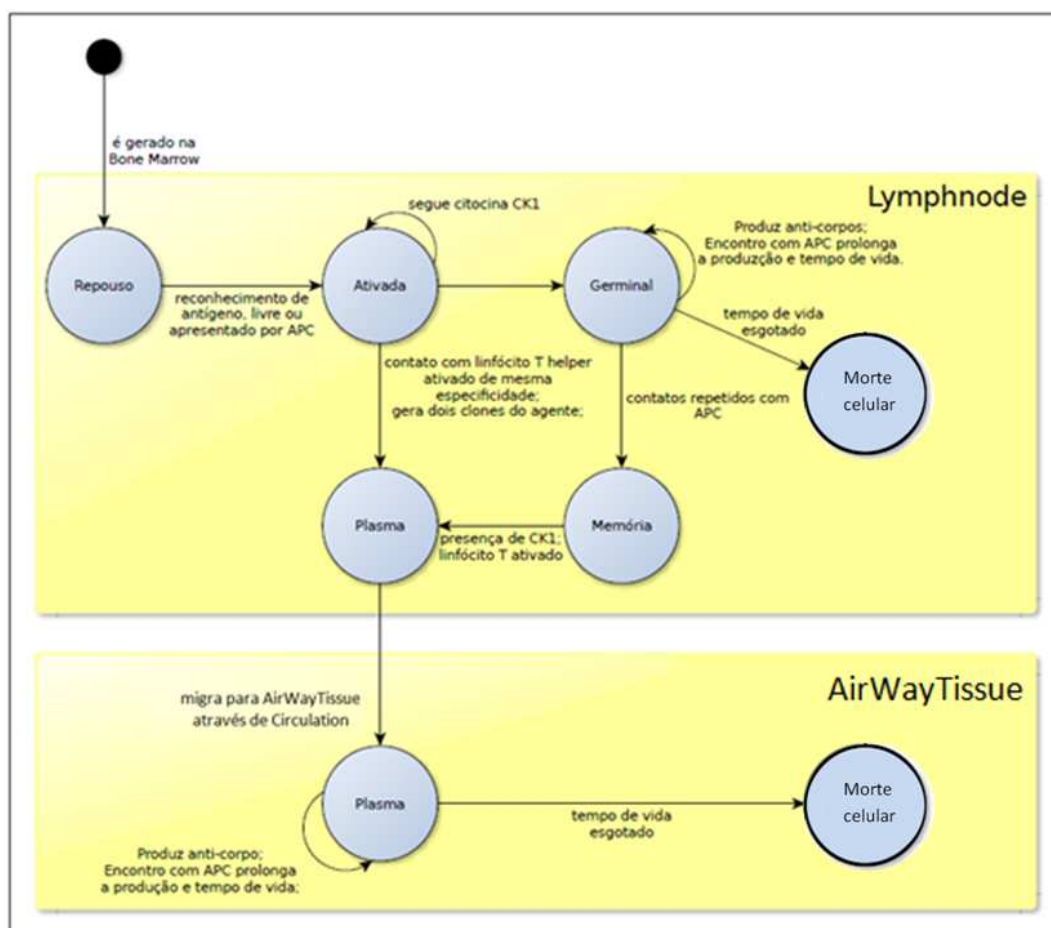 é gerado na
Bone Marrow
Lymphnode
segue citocina CK1
Produz anti-corpos;
Encontro com APC prolonga
a produzção e tempo de vida.
Repouso
Ativada
Germinal
reconhecimento de
antígeno, livre ou
apresentado por APC
tempo de vida
esgotado
contato com linfócito T helper
ativado de mesma
especificidade;
gera dois clones do agente;
contatos repetidos com
APC
Morte
celular
Plasma
Memória
presença de CK1;
linfócito T ativado
AirWayTissue
migra para AirWayTissue
através de Circulation
Plasma
Morte
celular
tempo de vida
esgotado
Produz anti-corpo;
Encontro com APC prolonga
a produção e tempo de vida;